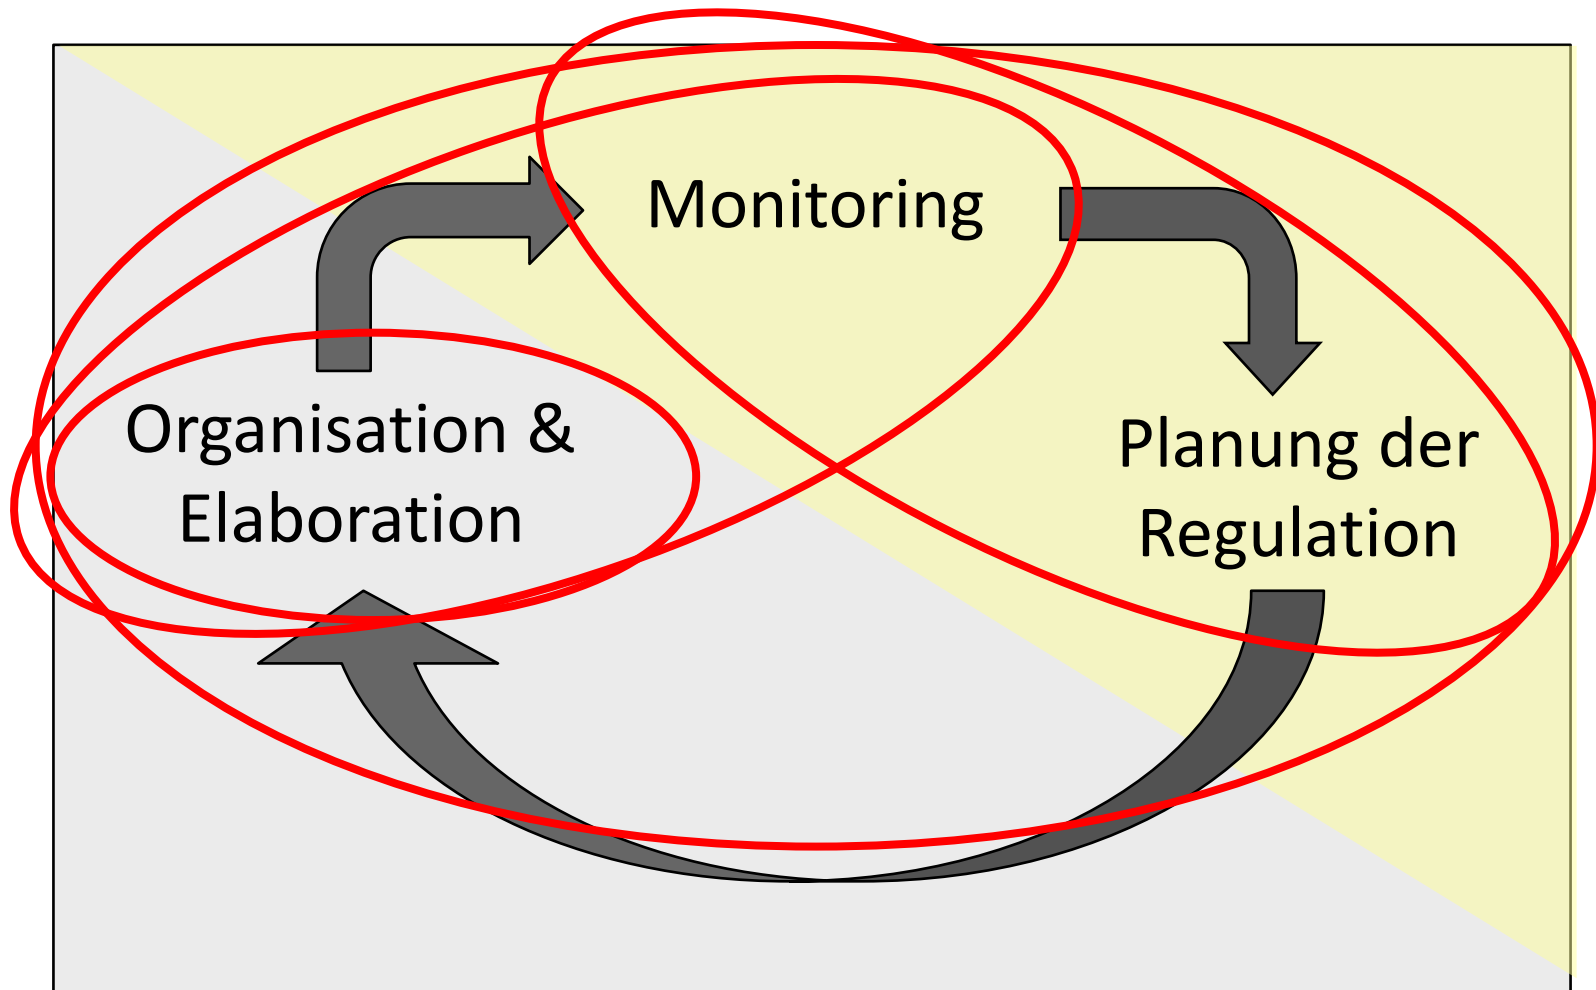 Monitoring
Organisation &
Elaboration
Planung der
Regulation